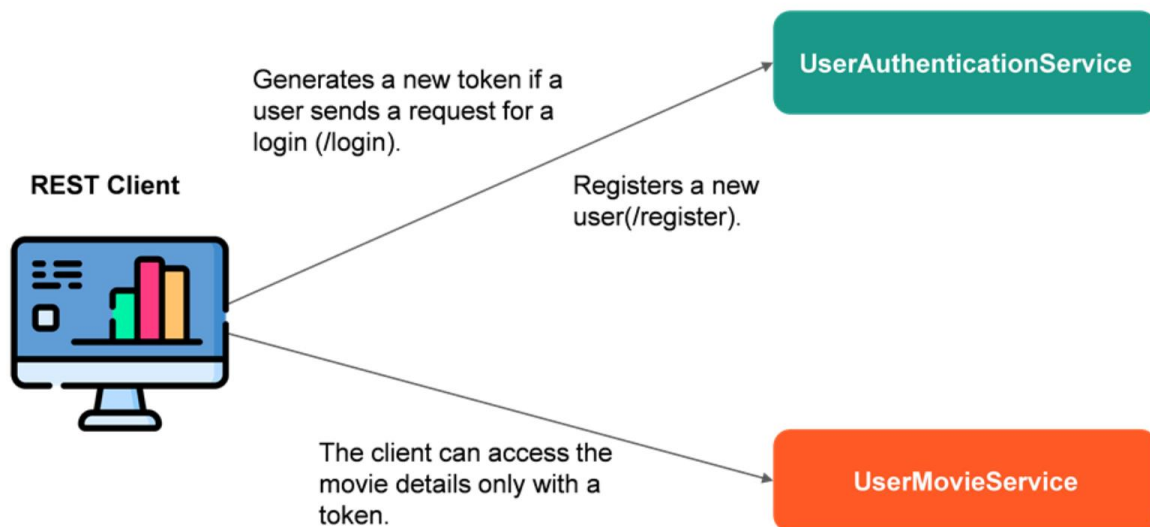 UserAuthenticationService
Generates a new token if a
user sends a request for a
login (/login).
REST Client
Registers a new
user(/register).
The client can access the
movie details only with a
token.
UserMovieService